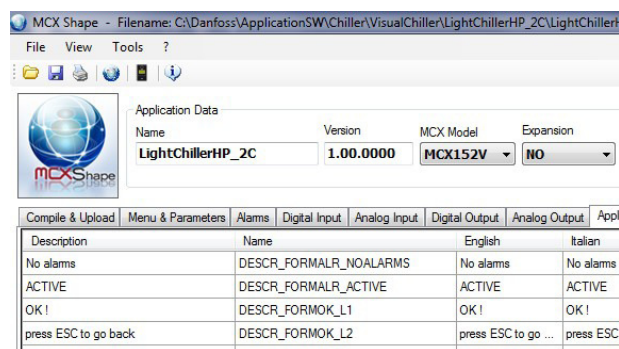 MCX Shape - Filename: C:\Danfoss\ApplicationSW\Chiller\VisualChiller\LightChillerHP_2C\LightChillerH
File View Tools ?
Application Data
Name Version MCX Model Expansion
LightChillerHP_2C 1.00.0000 MCX152V NO
MCXShape
Compile & Upload Menu & Parameters Alarms Digital Input Analog Input Digital Output Analog Output Appl
Description Name English Italian
No alarms DESCR_FORMALR_NOALARMS No alarms No alarms
ACTIVE DESCR_FORMALR_ACTIVE ACTIVE ACTIVE
OK ! DESCR_FORMOK_L1 OK ! OK !
press ESC to go back DESCR_FORMOK_L2 press ESC to go ... press ESC